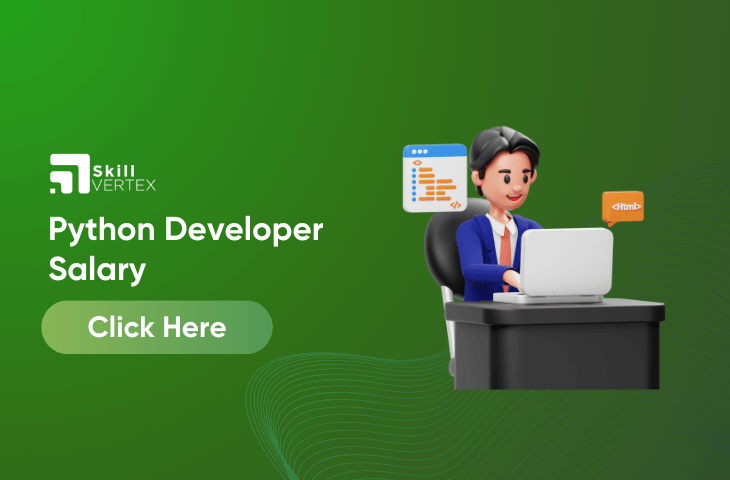 Skill
VERTEX
Python Developer
Salary
Click Here
</>
<Html>